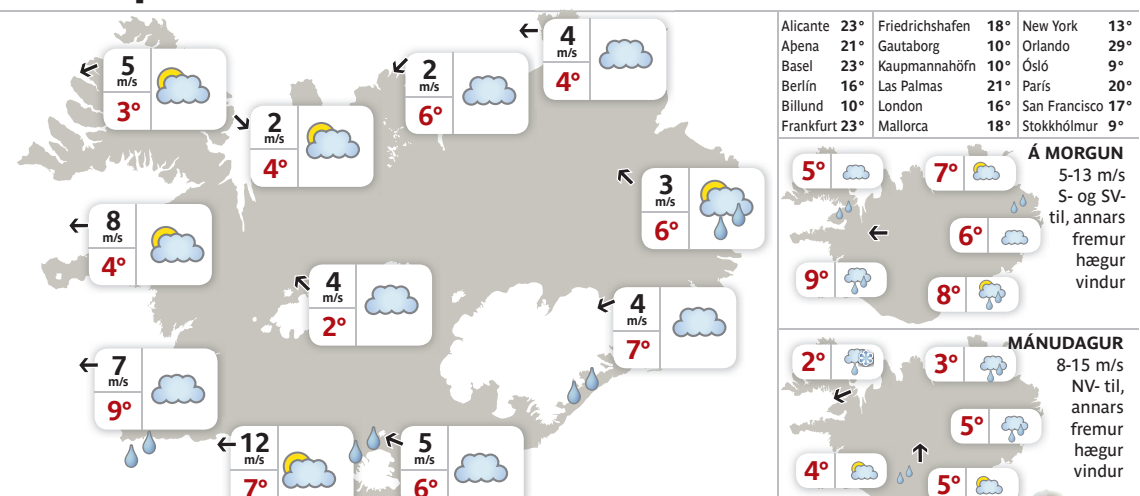 5
m/s
3°
2
m/s
4°
2
m/s
6°
4
m/s
4°
3
m/s
6°
8
m/s
4°
4
m/s
2°
4
m/s
7°
7
m/s
9°
12
m/s
7°
5
m/s
6°
Alicante 23°
Aþena 21°
Basel 23°
Berlín 16°
Billund 10°
Frankfurt 23°
Friedrichshafen 18°
Gautaborg 10°
Kaupmannahöfn 10°
Las Palmas 21°
London 16°
Mallorca 18°
New York 13°
Orlando 29°
Ósló 9°
París 20°
San Francisco 17°
Stokkhólmur 9°
Á MORGUN
5-13 m/s
S- og SV-
til, annars
fremur
hægur
vindur
5°
7°
6°
9°
8°
MÁNUDAGUR
8-15 m/s
NV- til,
annars
fremur
hægur
vindur
2°
3°
5°
4°
5°